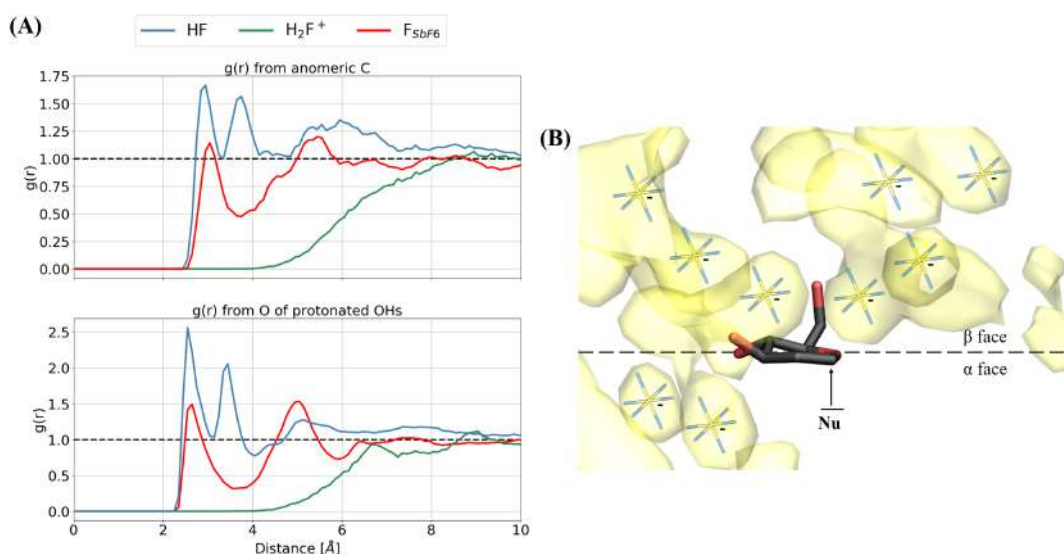 (A)
HF H₂F⁺ F_SbF6
g(r) from anomeric C
1.75
1.50
1.25
1.00
0.75
0.50
0.25
0.00
g(r)
g(r) from O of protonated OHs
2.5
2.0
1.5
1.0
0.5
0.0
g(r)
0 2 4 6 8 10
Distance [Å]
(B)
β face
α face
Nu